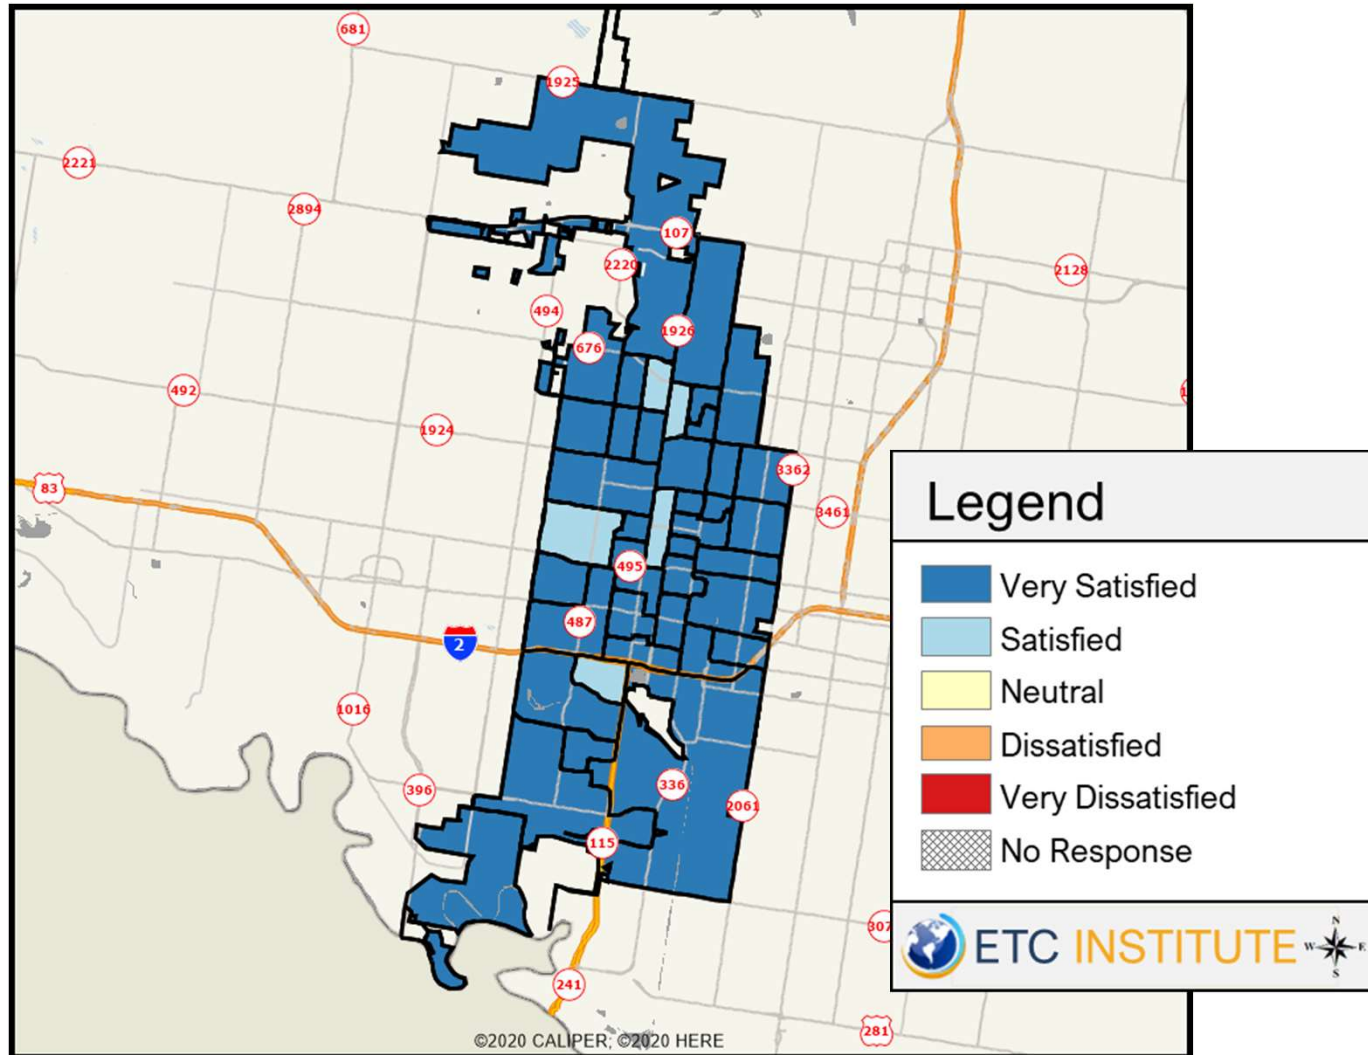 681
1925
2221
2894
107
2220
2128
494
1926
676
492
1924
3362
83
3461
495
487
2
1016
336
396
2061
115
307
241
281
Legend
Very Satisfied
Satisfied
Neutral
Dissatisfied
Very Dissatisfied
No Response
ETC INSTITUTE
N
W
E
S
©2020 CALIPER; ©2020 HERE